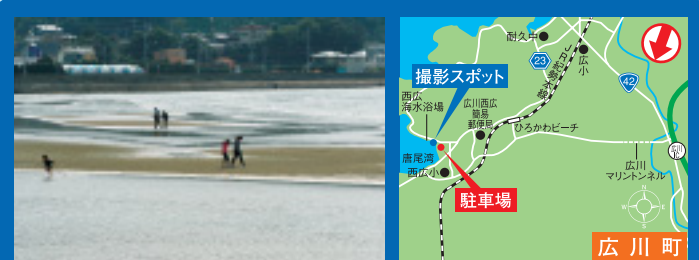 耐久中
広小
JR紀勢本線
23
42
撮影スポット
西広
海水浴場
広川西広
簡易
郵便局
ひろかわビーチ
唐尾湾
西広小
広川
マリントンネル
駐車場
N
W
E
S
広川町